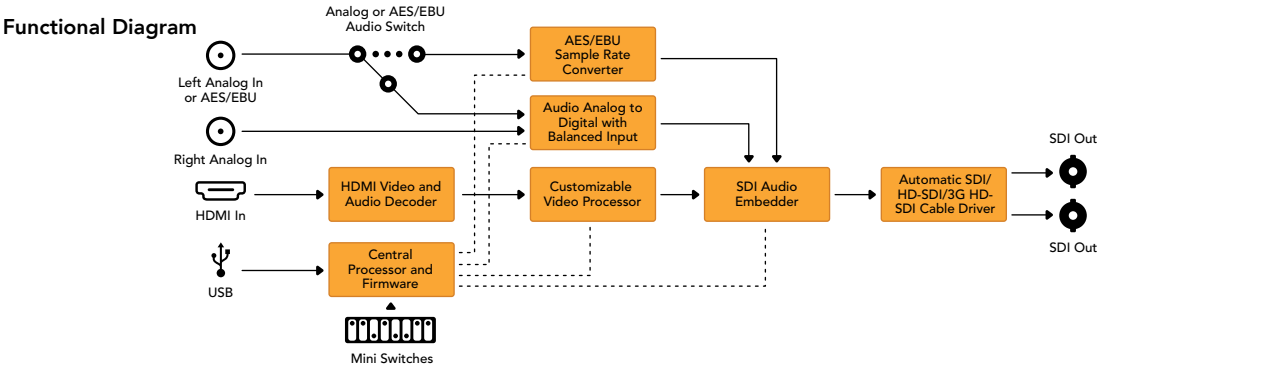 Functional Diagram
Analog or AES/EBU
Audio Switch
Left Analog In
or AES/EBU
Right Analog In
HDMI In
USB
AES/EBU
Sample Rate
Converter
Audio Analog to
Digital with
Balanced Input
HDMI Video and
Audio Decoder
Customizable
Video Processor
SDI Audio
Embedder
Automatic SDI/
HD-SDI/3G HD-
SDI Cable Driver
SDI Out
SDI Out
Central
Processor and
Firmware
Mini Switches